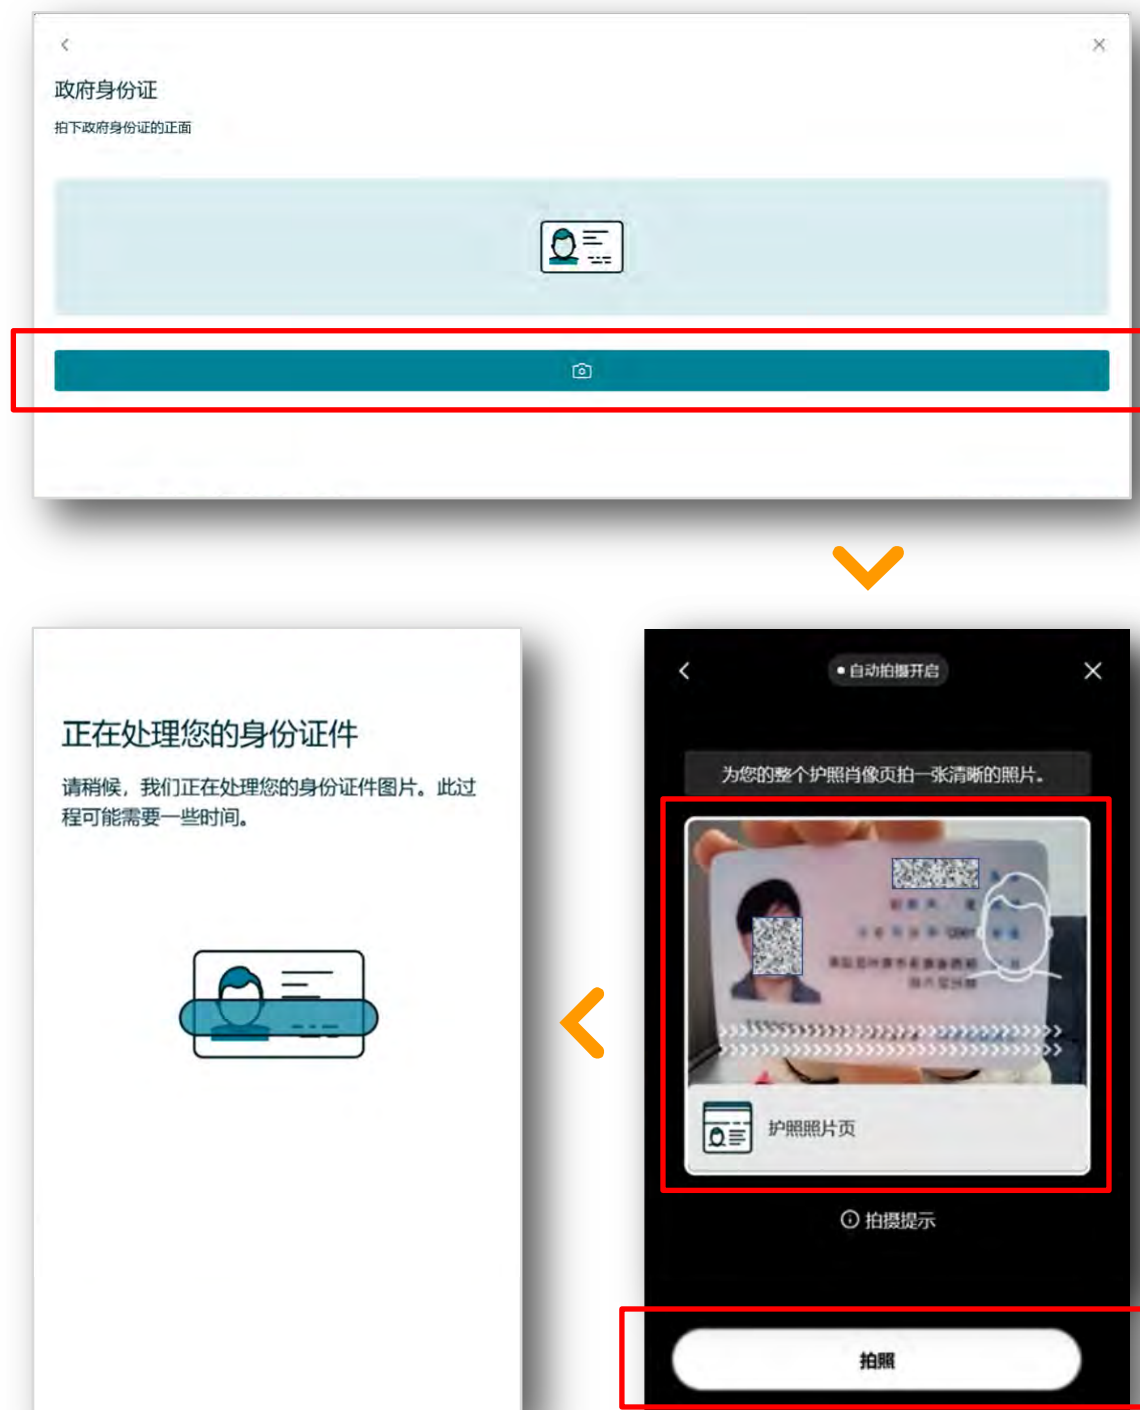 政府身份证
拍下政府身份证的正面
自动拍摄开启
为您的整个护照肖像页拍一张清晰的照片。
护照照片页
拍摄提示
拍照
正在处理您的身份证件
请稍候，我们正在处理您的身份证件图片。此过
程可能需要一些时间。